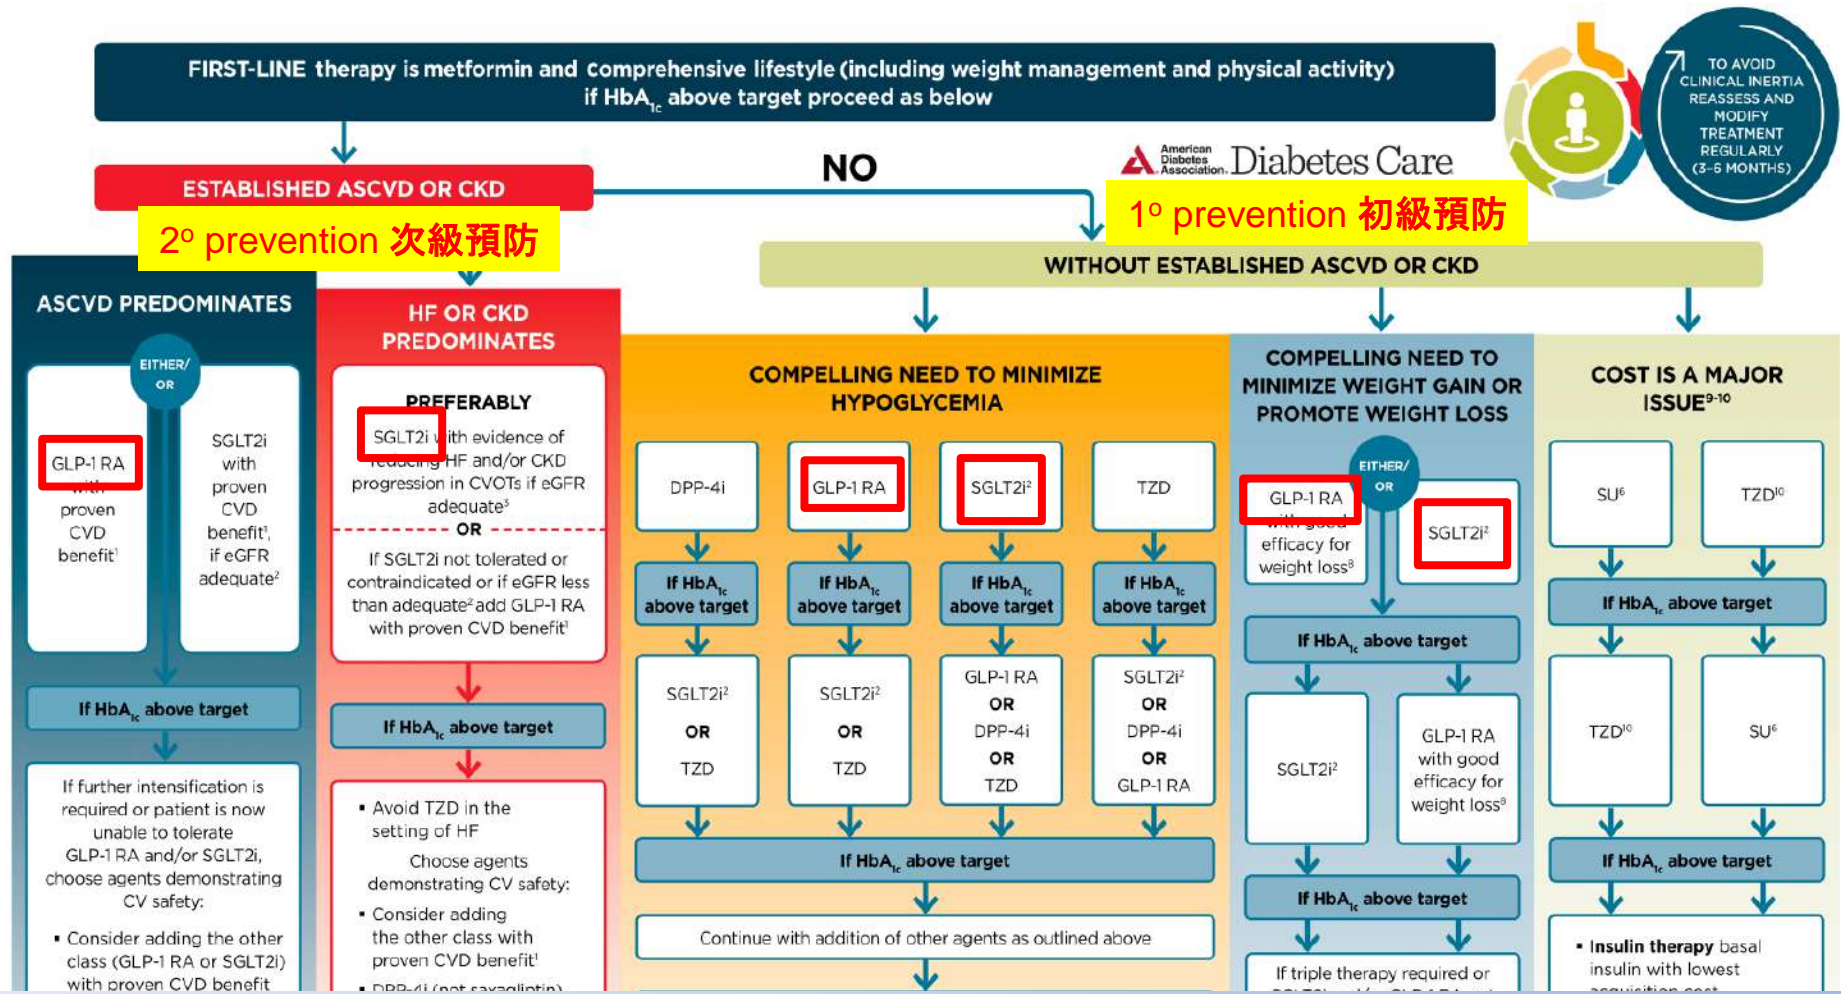 FIRST-LINE therapy is metformin and comprehensive lifestyle (including weight management and physical activity)
if HbA1c above target proceed as below
TO AVOID
CLINICAL INERTIA
REASSESS AND
MODIFY
TREATMENT
REGULARLY
(3-6 MONTHS)
NO
American
Diabetes
Association.
Diabetes Care
ESTABLISHED ASCVD OR CKD
2º prevention 次級預防
1º prevention 初級預防
WITHOUT ESTABLISHED ASCVD OR CKD
ASCVD PREDOMINATES
EITHER/
OR
GLP-1 RA
with
proven
CVD
benefit¹
SGLT2i
with
proven
CVD
benefit¹,
if eGFR
adequate²
If HbA1c above target
If further intensification is
required or patient is now
unable to tolerate
GLP-1 RA and/or SGLT2i,
choose agents demonstrating
CV safety:
▪ Consider adding the other
class (GLP-1 RA or SGLT2i)
with proven CVD benefit
HF OR CKD
PREDOMINATES
PREFERABLY
SGLT2i with evidence of
reducing HF and/or CKD
progression in CVOTs if eGFR
adequate³
OR
If SGLT2i not tolerated or
contraindicated or if eGFR less
than adequate² add GLP-1 RA
with proven CVD benefit¹
If HbA1c above target
▪ Avoid TZD in the
setting of HF
Choose agents
demonstrating CV safety:
▪ Consider adding
the other class with
proven CVD benefit¹
▪ DPP-4i (not saxagliptin)
COMPELLING NEED TO MINIMIZE
HYPOGLYCEMIA
DPP-4i
GLP-1 RA
SGLT2i²
TZD
If HbA1c
above target
If HbA1c
above target
If HbA1c
above target
If HbA1c
above target
SGLT2i²
OR
TZD
SGLT2i²
OR
TZD
GLP-1 RA
OR
DPP-4i
OR
TZD
SGLT2i²
OR
DPP-4i
OR
GLP-1 RA
If HbA1c above target
Continue with addition of other agents as outlined above
COMPELLING NEED TO
MINIMIZE WEIGHT GAIN OR
PROMOTE WEIGHT LOSS
EITHER/
OR
GLP-1 RA
with good
efficacy for
weight loss⁸
SGLT2i²
If HbA1c above target
SGLT2i²
GLP-1 RA
with good
efficacy for
weight loss⁸
If HbA1c above target
If triple therapy required or
COST IS A MAJOR
ISSUE⁹⁻¹⁰
SU⁶
TZD¹⁰
If HbA1c above target
TZD¹⁰
SU⁶
If HbA1c above target
▪ Insulin therapy basal
insulin with lowest
acquisition cost